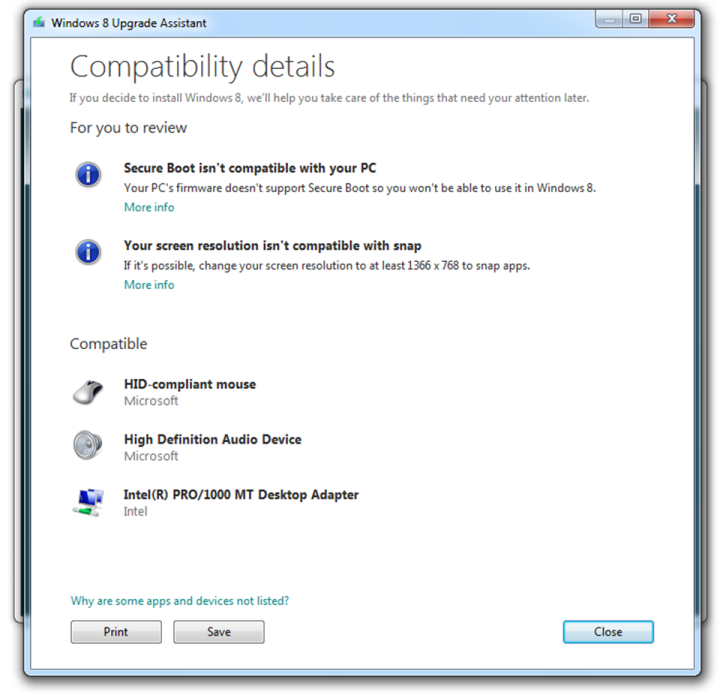 Windows 8 Upgrade Assistant
Compatibility details
If you decide to install Windows 8, we'll help you take care of the things that need your attention later.
For you to review
Secure Boot isn't compatible with your PC
Your PC's firmware doesn't support Secure Boot so you won't be able to use it in Windows 8.
More info
Your screen resolution isn't compatible with snap
If it's possible, change your screen resolution to at least 1366 x 768 to snap apps.
More info
Compatible
HID-compliant mouse
Microsoft
High Definition Audio Device
Microsoft
Intel(R) PRO/1000 MT Desktop Adapter
Intel
Why are some apps and devices not listed?
Print Save Close